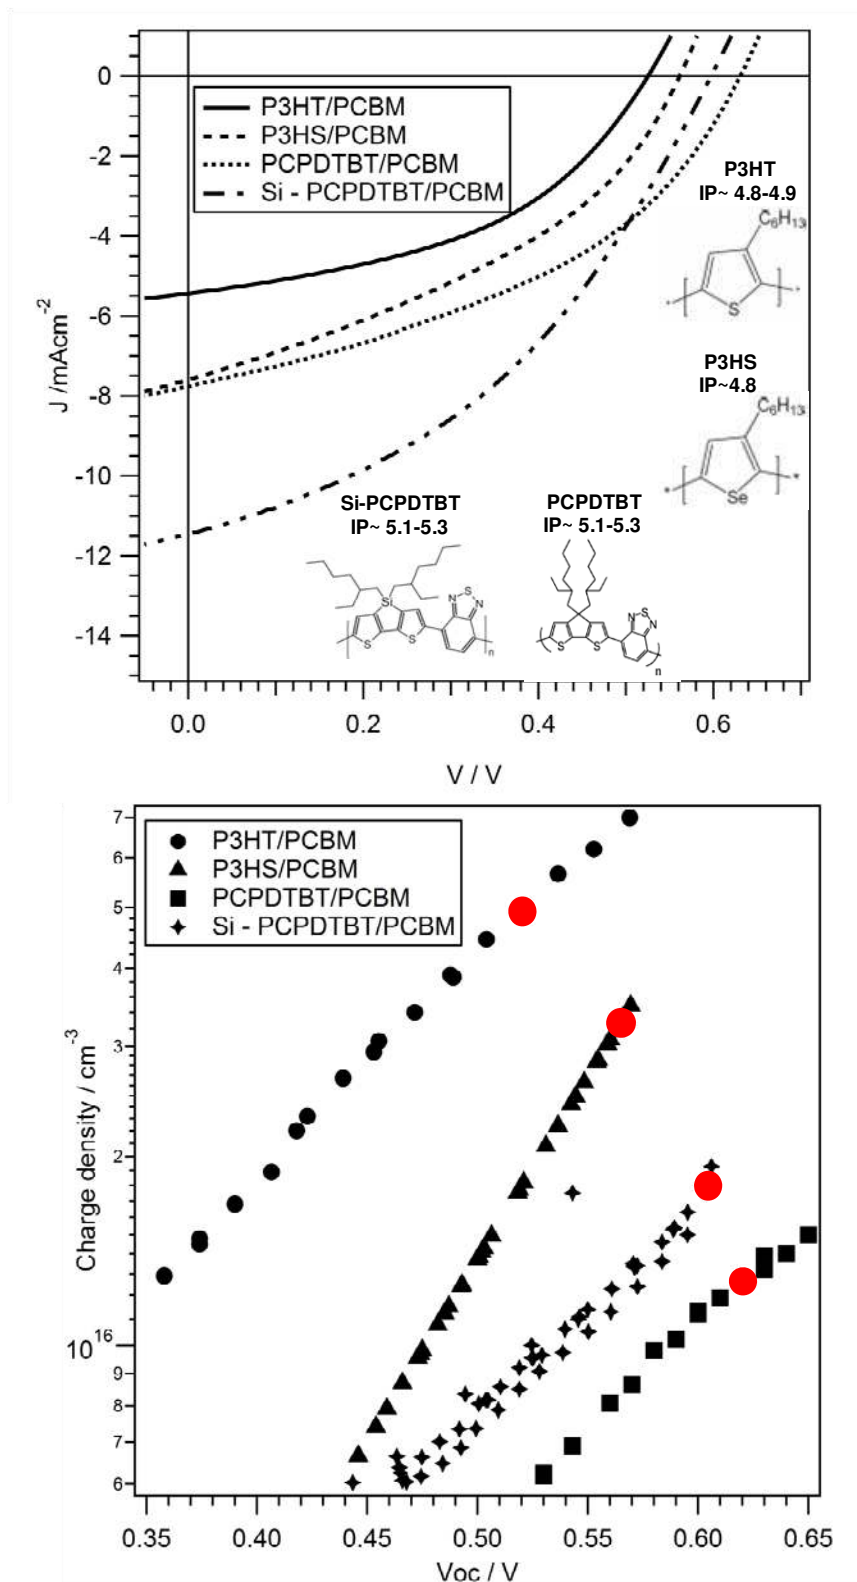 0
-2
-4
-6
-8
-10
-12
-14
J /mAcm-2
P3HT/PCBM
P3HS/PCBM
PCPDTBT/PCBM
Si - PCPDTBT/PCBM
P3HT
IP~ 4.8-4.9
C6H13
S
P3HS
IP~4.8
C6H13
Se
Si-PCPDTBT
IP~ 5.1-5.3
Si
S
S
N
S
N
n
PCPDTBT
IP~ 5.1-5.3
S
S
N
S
N
n
0.0
0.2
0.4
0.6
V / V
7
6
5
4
3
2
10^16
9
8
7
6
Charge density / cm-3
P3HT/PCBM
P3HS/PCBM
PCPDTBT/PCBM
Si - PCPDTBT/PCBM
0.35
0.40
0.45
0.50
0.55
0.60
0.65
Voc / V